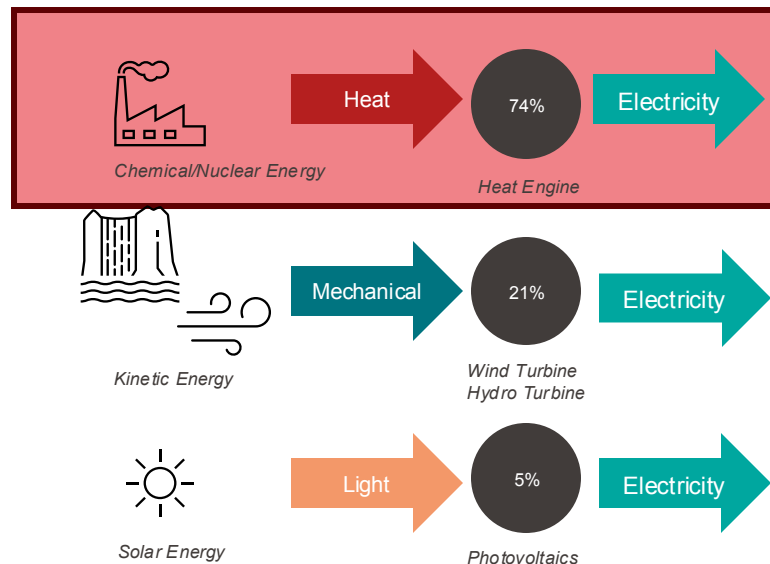 Heat
74%
Electricity
Chemical/Nuclear Energy
Heat Engine
Mechanical
21%
Electricity
Kinetic Energy
Wind Turbine
Hydro Turbine
Light
5%
Electricity
Solar Energy
Photovoltaics